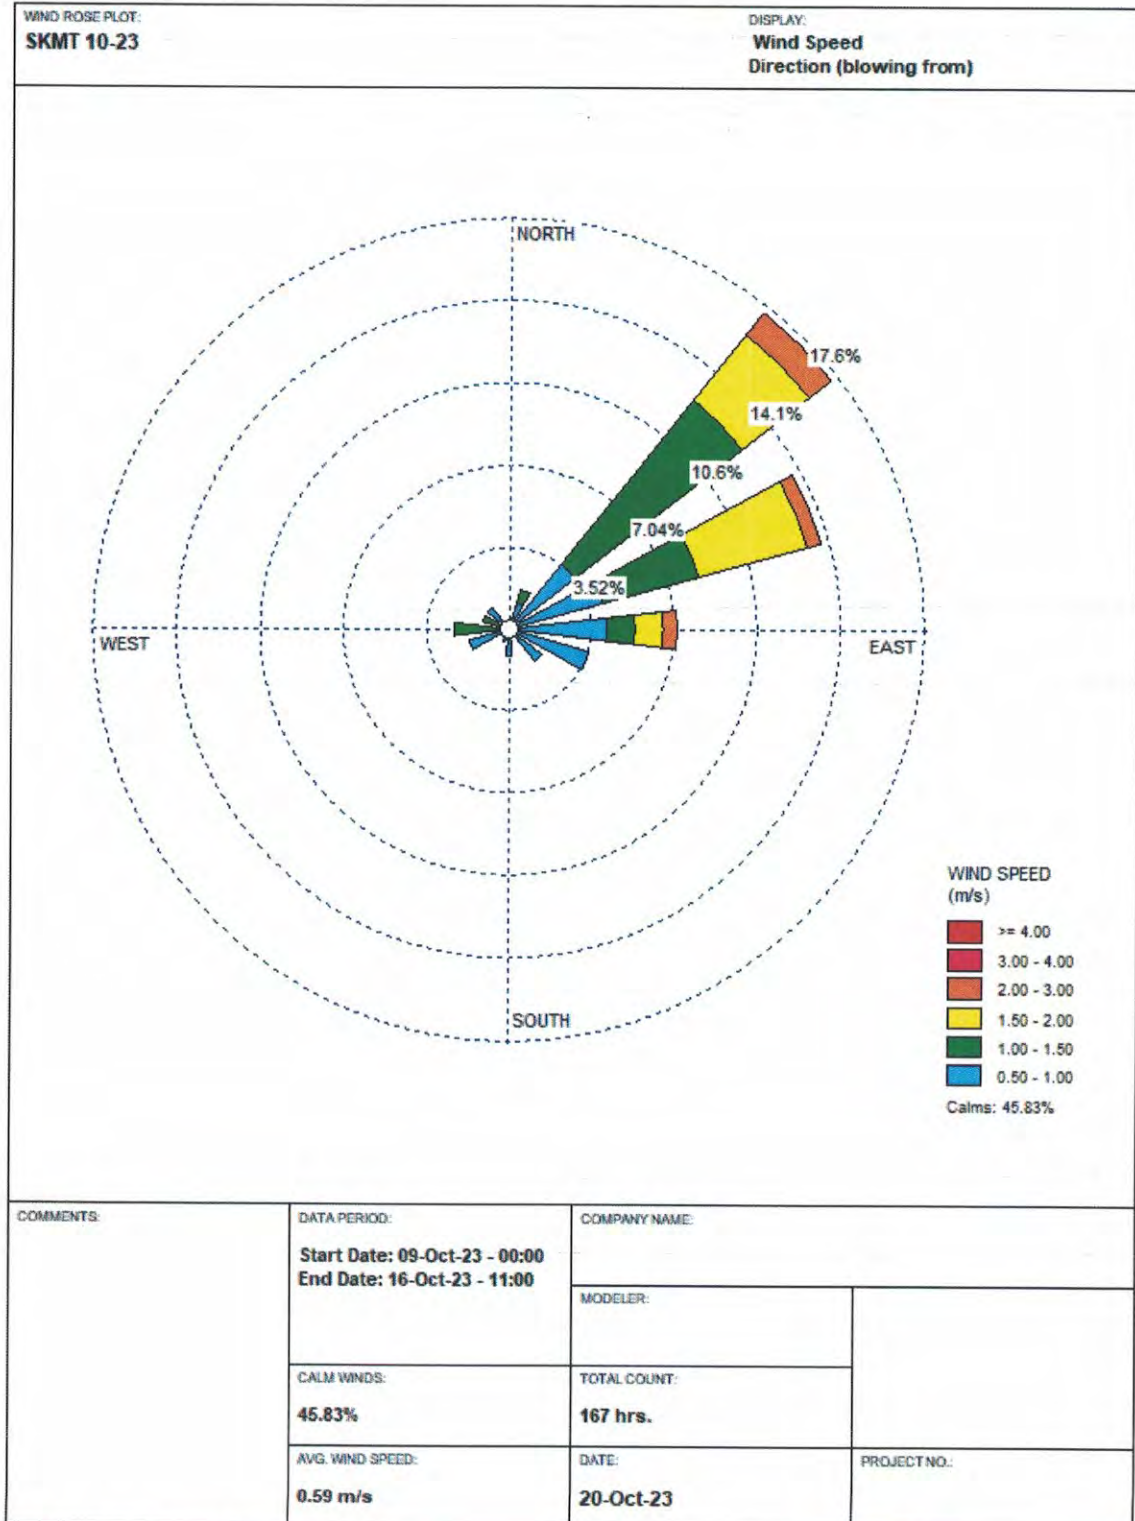 WIND ROSE PLOT:
SKMT 10-23
DISPLAY:
Wind Speed
Direction (blowing from)
NORTH
17.6%
14.1%
10.6%
7.04%
3.52%
WEST
EAST
SOUTH
WIND SPEED
(m/s)
>= 4.00
3.00 - 4.00
2.00 - 3.00
1.50 - 2.00
1.00 - 1.50
0.50 - 1.00
Calms: 45.83%
COMMENTS:
DATA PERIOD:
Start Date: 09-Oct-23 - 00:00
End Date: 16-Oct-23 - 11:00
COMPANY NAME:
MODELER:
CALM WINDS:
45.83%
TOTAL COUNT:
167 hrs.
AVG. WIND SPEED:
0.59 m/s
DATE:
20-Oct-23
PROJECT NO.: